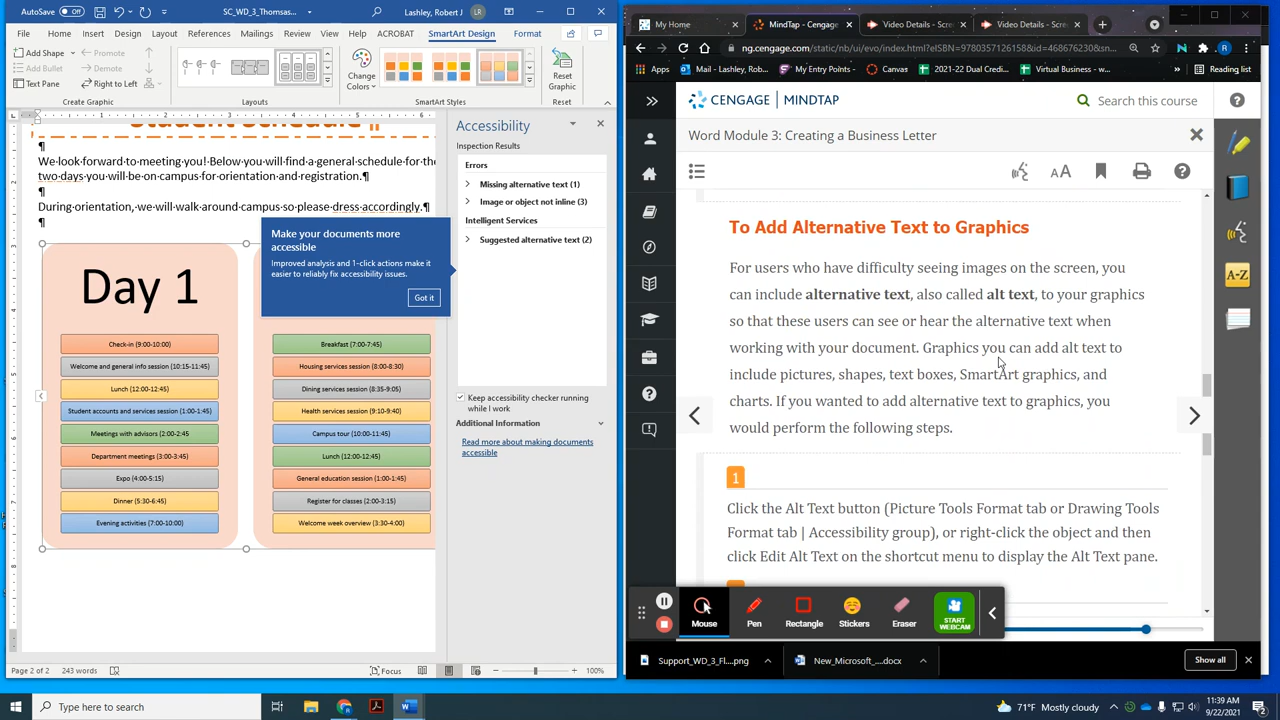 AutoSave Off SC_WD_3_Thomsas... Lashley, Robert J LR
File Insert Design Layout References Mailings Review View Help ACROBAT SmartArt Design Format
Add Shape Promote
Add Bullet Demote
Text Pane Right to Left
Change Colors
Reset Graphic
Create Graphic Layouts SmartArt Styles Reset
We·look·forward·to·meeting·you!·Below·you·will·find·a·general·schedule·for·the
two·days·you·will·be·on·campus·for·orientation·and·registration.¶
During·orientation,·we·will·walk·around·campus·so·please·dress·accordingly.¶
Day 1
Check-in (9:00-10:00)
Welcome and general info session (10:15-11:45)
Lunch (12:00-12:45)
Student accounts and services session (1:00-1:45)
Meetings with advisors (2:00-2:45
Department meetings (3:00-3:45)
Expo (4:00-5:15)
Dinner (5:30-6:45)
Evening activities (7:00-10:00)
Breakfast (7:00-7:45)
Housing services session (8:00-8:30)
Dining services session (8:35-9:05)
Health services session (9:10-9:40)
Campus tour (10:00-11:45)
Lunch (12:00-12:45)
General education session (1:00-1:45)
Register for classes (2:00-3:15)
Welcome week overview (3:30-4:00)
Make your documents more
accessible
Improved analysis and 1-click actions make it
easier to reliably fix accessibility issues.
Got it
Accessibility
Inspection Results
Errors
Missing alternative text (1)
Image or object not inline (3)
Intelligent Services
Suggested alternative text (2)
Keep accessibility checker running
while I work
Additional Information
Read more about making documents
accessible
Page 2 of 2 243 words Focus 100%
My Home MindTap - Cengage Video Details - Scre Video Details - Scre
ng.cengage.com/static/nb/ui/evo/index.html?eISBN=9780357126158&id=468676230&sn... R
Apps Mail - Lashley, Rob... My Entry Points -... Canvas 2021-22 Dual Cred... Virtual Business - w... Reading list
CENGAGE | MINDTAP Search this course
Word Module 3: Creating a Business Letter
AA
A-Z
To Add Alternative Text to Graphics
For users who have difficulty seeing images on the screen, you
can include alternative text, also called alt text, to your graphics
so that these users can see or hear the alternative text when
working with your document. Graphics you can add alt text to
include pictures, shapes, text boxes, SmartArt graphics, and
charts. If you wanted to add alternative text to graphics, you
would perform the following steps.
1
Click the Alt Text button (Picture Tools Format tab or Drawing Tools
Format tab | Accessibility group), or right-click the object and then
click Edit Alt Text on the shortcut menu to display the Alt Text pane.
Mouse Pen Rectangle Stickers Eraser START WEBCAM
Support_WD_3_Fl....png New_Microsoft_....docx Show all
Type here to search 71°F Mostly cloudy 11:39 AM
9/22/2021